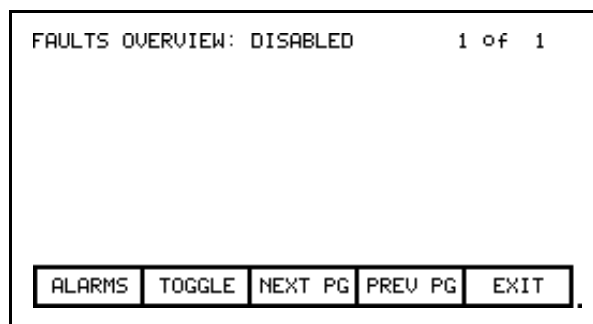 FAULTS OVERVIEW: DISABLED 1 of 1
ALARMS TOGGLE NEXT PG PREV PG EXIT.